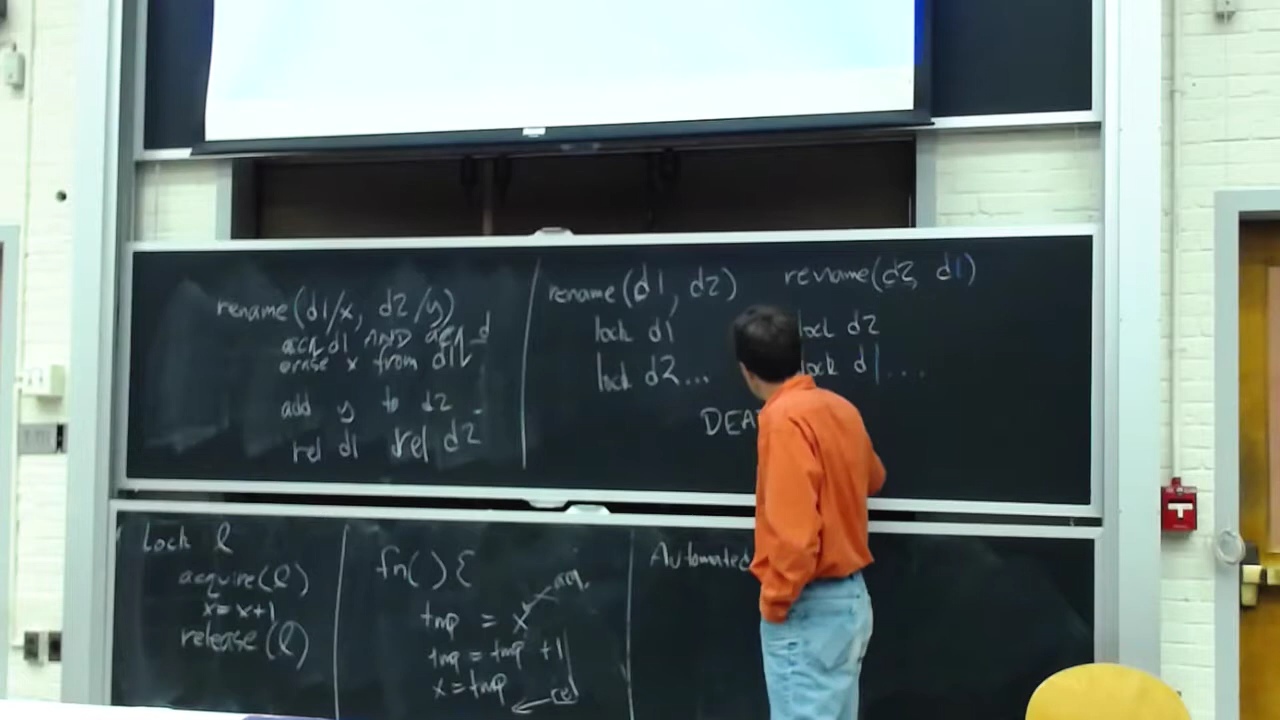 rename(d1/x, d2/y)
acq d1 AND acq d
erase x from d1
add y to d2
rel d1 rel d2
rename(d1, d2)
lock d1
lock d2...
rename(d2, d1)
lock d2
lock d1...
DEA
Lock l
acquire(l)
x=x+1
release(l)
fn(){
tmp = x acq.
tmp = tmp +1
x=tmp rel
Automated